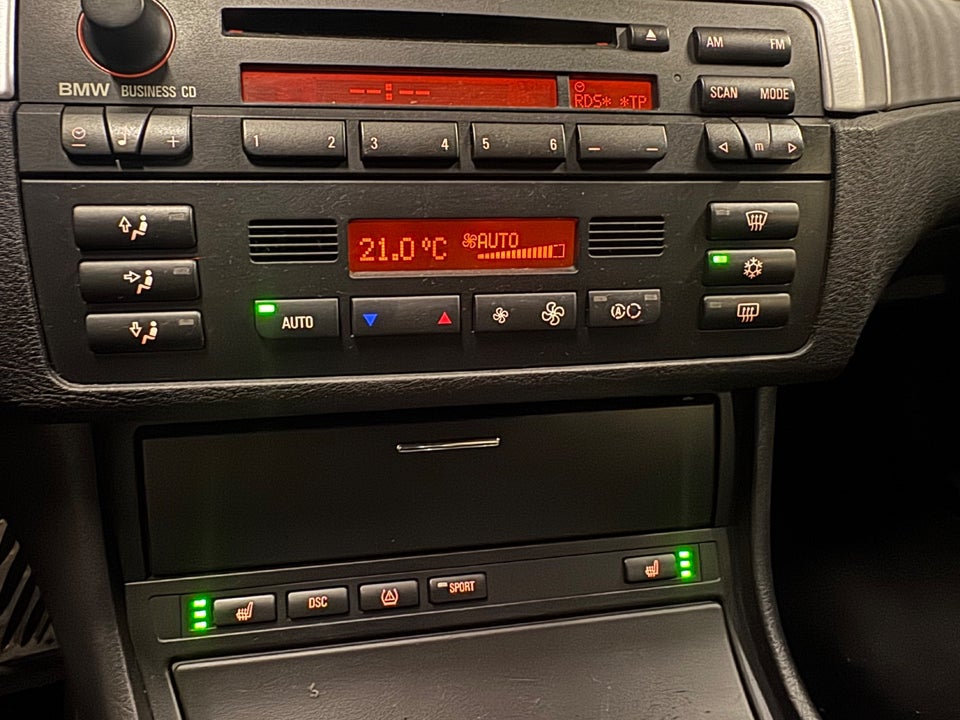 AM FM
BMW BUSINESS CD
--:--
RDS* *TP
SCAN MODE
- ♪ +
1 2
3 4
5 6
- -
◁ m ▷
21.0 °C AUTO
AUTO
A
DSC
SPORT